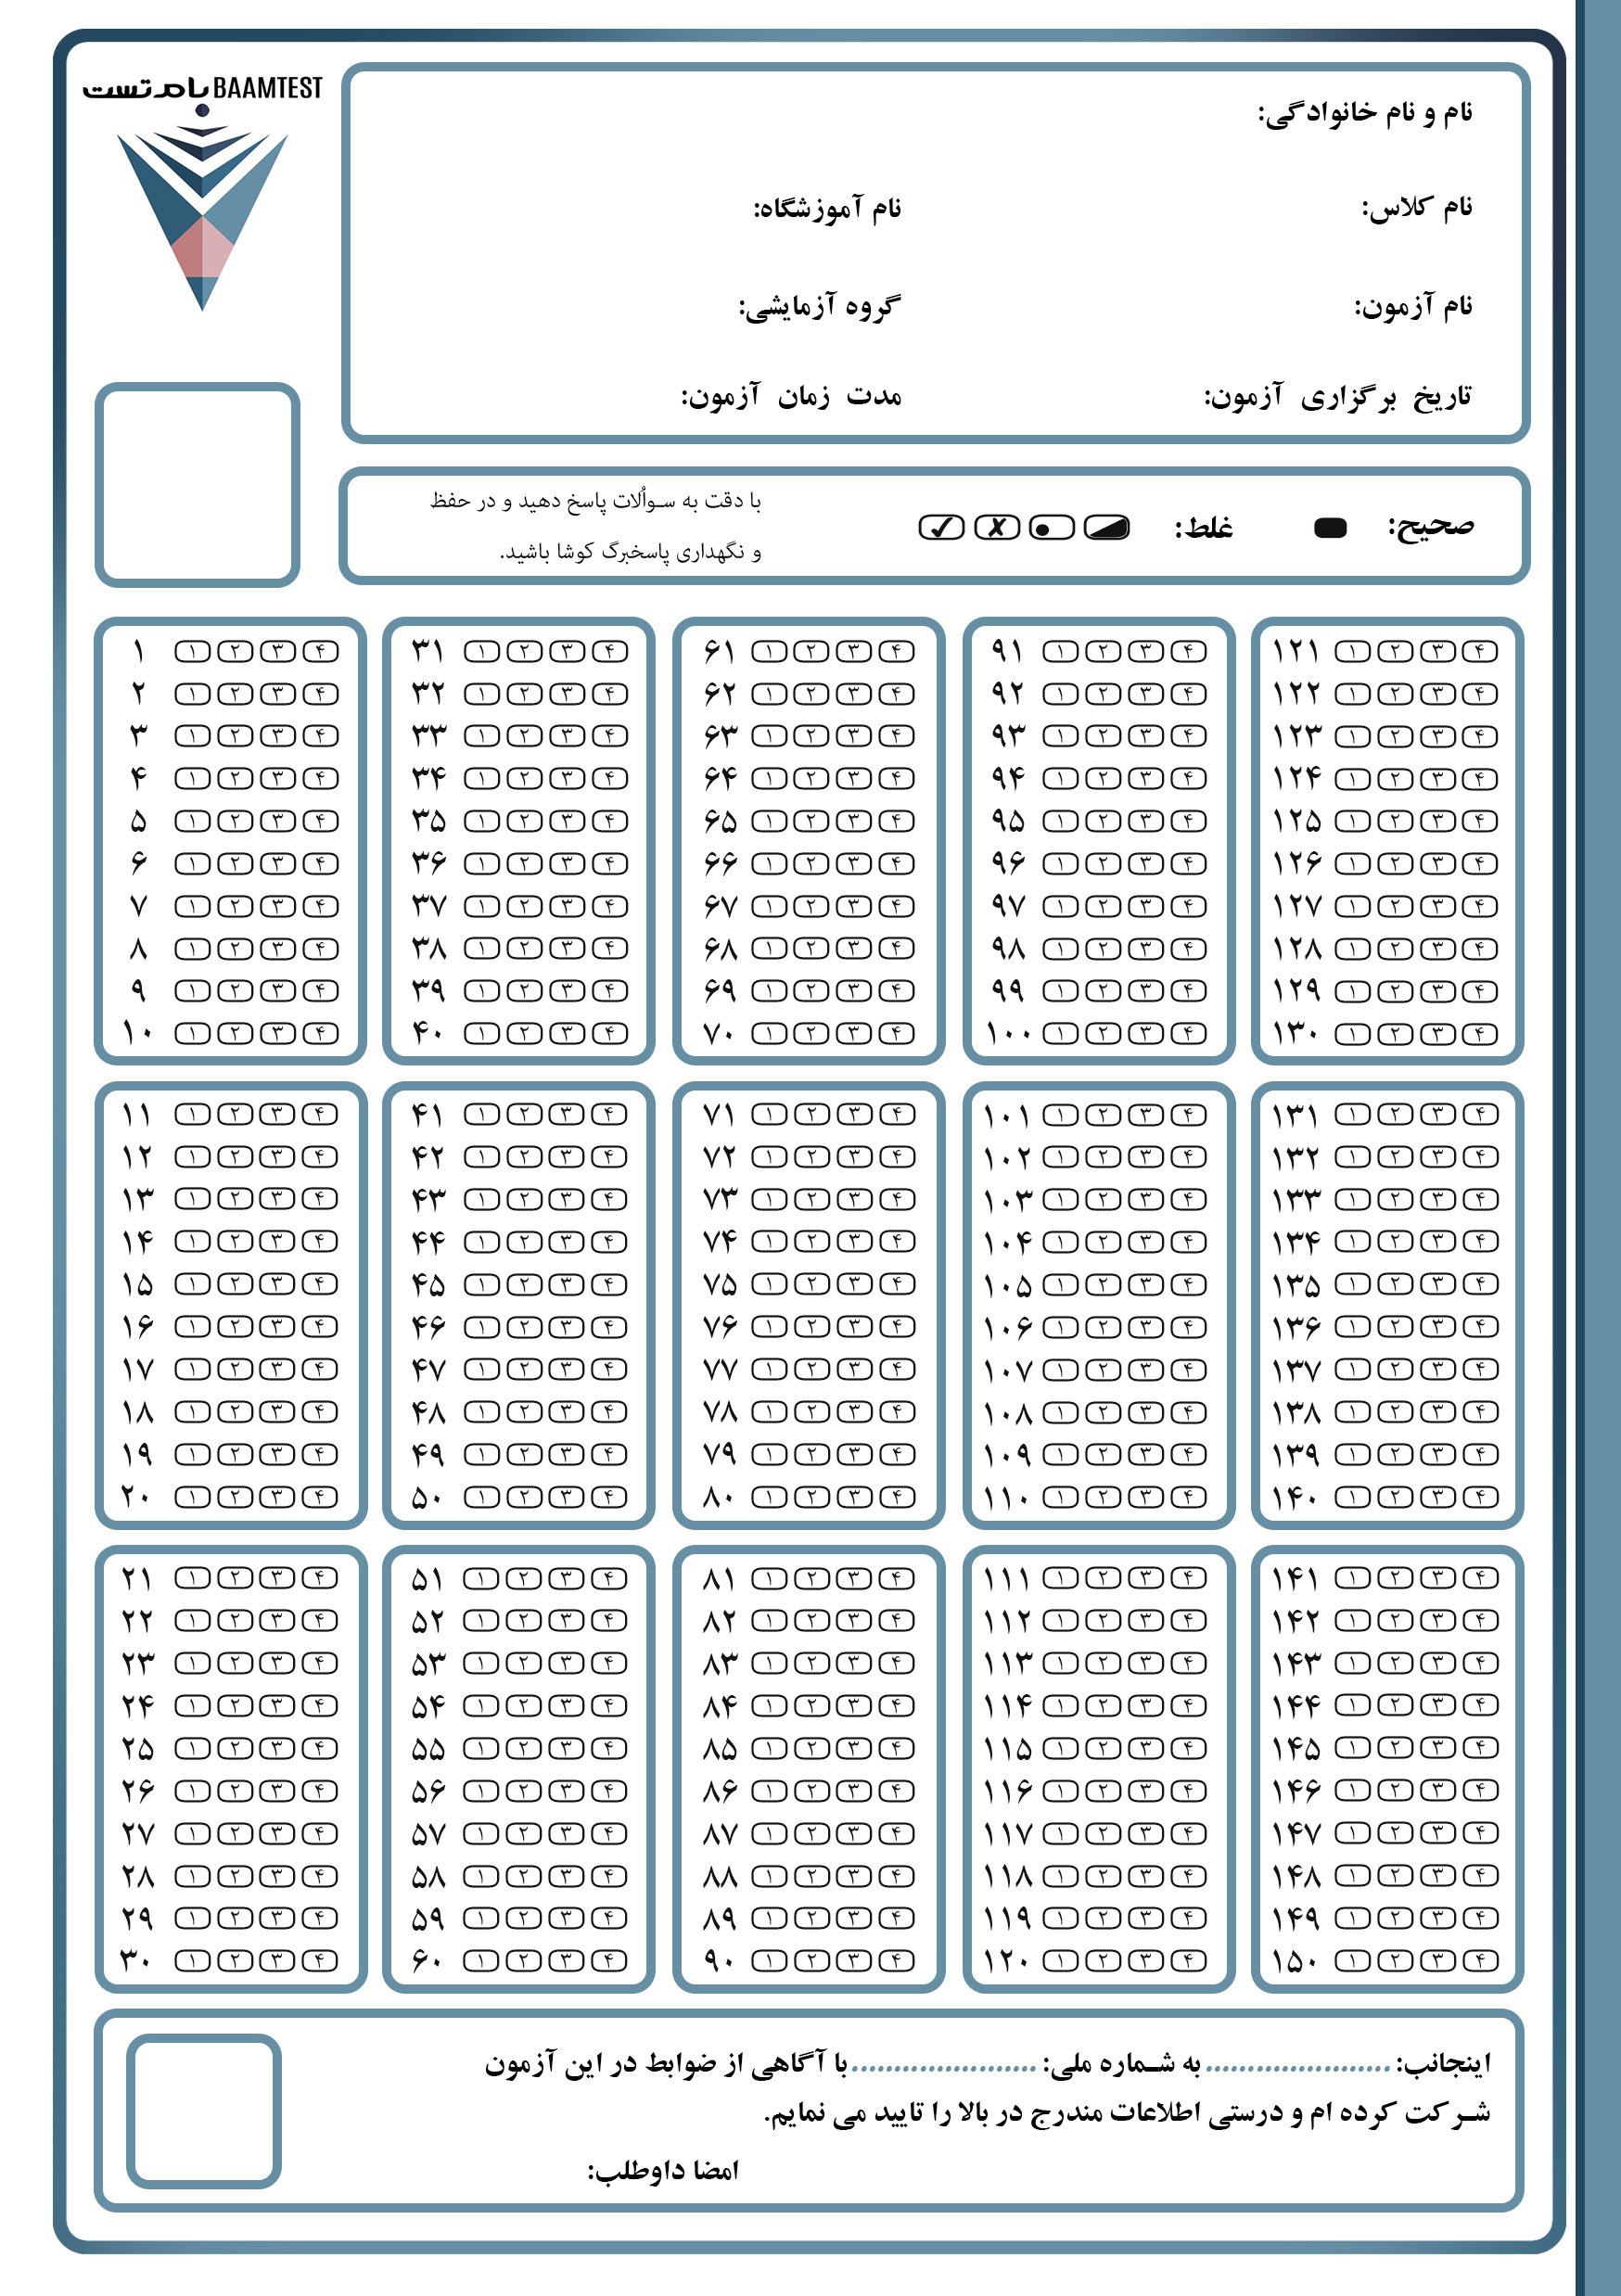 بام تست BAAMTEST
نام و نام خانوادگی:
نام کلاس: نام آموزشگاه:
نام آزمون: گروه آزمایشی:
تاریخ برگزاری آزمون: مدت زمان آزمون:
صحیح: غلط: با دقت به سؤالات پاسخ دهید و در حفظ
و نگهداری پاسخبرگ کوشا باشید.
۱ ۱ ۲ ۳ ۴ ۳۱ ۱ ۲ ۳ ۴ ۶۱ ۱ ۲ ۳ ۴ ۹۱ ۱ ۲ ۳ ۴ ۱۲۱ ۱ ۲ ۳ ۴
۲ ۱ ۲ ۳ ۴ ۳۲ ۱ ۲ ۳ ۴ ۶۲ ۱ ۲ ۳ ۴ ۹۲ ۱ ۲ ۳ ۴ ۱۲۲ ۱ ۲ ۳ ۴
۳ ۱ ۲ ۳ ۴ ۳۳ ۱ ۲ ۳ ۴ ۶۳ ۱ ۲ ۳ ۴ ۹۳ ۱ ۲ ۳ ۴ ۱۲۳ ۱ ۲ ۳ ۴
۴ ۱ ۲ ۳ ۴ ۳۴ ۱ ۲ ۳ ۴ ۶۴ ۱ ۲ ۳ ۴ ۹۴ ۱ ۲ ۳ ۴ ۱۲۴ ۱ ۲ ۳ ۴
۵ ۱ ۲ ۳ ۴ ۳۵ ۱ ۲ ۳ ۴ ۶۵ ۱ ۲ ۳ ۴ ۹۵ ۱ ۲ ۳ ۴ ۱۲۵ ۱ ۲ ۳ ۴
۶ ۱ ۲ ۳ ۴ ۳۶ ۱ ۲ ۳ ۴ ۶۶ ۱ ۲ ۳ ۴ ۹۶ ۱ ۲ ۳ ۴ ۱۲۶ ۱ ۲ ۳ ۴
۷ ۱ ۲ ۳ ۴ ۳۷ ۱ ۲ ۳ ۴ ۶۷ ۱ ۲ ۳ ۴ ۹۷ ۱ ۲ ۳ ۴ ۱۲۷ ۱ ۲ ۳ ۴
۸ ۱ ۲ ۳ ۴ ۳۸ ۱ ۲ ۳ ۴ ۶۸ ۱ ۲ ۳ ۴ ۹۸ ۱ ۲ ۳ ۴ ۱۲۸ ۱ ۲ ۳ ۴
۹ ۱ ۲ ۳ ۴ ۳۹ ۱ ۲ ۳ ۴ ۶۹ ۱ ۲ ۳ ۴ ۹۹ ۱ ۲ ۳ ۴ ۱۲۹ ۱ ۲ ۳ ۴
۱۰ ۱ ۲ ۳ ۴ ۴۰ ۱ ۲ ۳ ۴ ۷۰ ۱ ۲ ۳ ۴ ۱۰۰ ۱ ۲ ۳ ۴ ۱۳۰ ۱ ۲ ۳ ۴
۱۱ ۱ ۲ ۳ ۴ ۴۱ ۱ ۲ ۳ ۴ ۷۱ ۱ ۲ ۳ ۴ ۱۰۱ ۱ ۲ ۳ ۴ ۱۳۱ ۱ ۲ ۳ ۴
۱۲ ۱ ۲ ۳ ۴ ۴۲ ۱ ۲ ۳ ۴ ۷۲ ۱ ۲ ۳ ۴ ۱۰۲ ۱ ۲ ۳ ۴ ۱۳۲ ۱ ۲ ۳ ۴
۱۳ ۱ ۲ ۳ ۴ ۴۳ ۱ ۲ ۳ ۴ ۷۳ ۱ ۲ ۳ ۴ ۱۰۳ ۱ ۲ ۳ ۴ ۱۳۳ ۱ ۲ ۳ ۴
۱۴ ۱ ۲ ۳ ۴ ۴۴ ۱ ۲ ۳ ۴ ۷۴ ۱ ۲ ۳ ۴ ۱۰۴ ۱ ۲ ۳ ۴ ۱۳۴ ۱ ۲ ۳ ۴
۱۵ ۱ ۲ ۳ ۴ ۴۵ ۱ ۲ ۳ ۴ ۷۵ ۱ ۲ ۳ ۴ ۱۰۵ ۱ ۲ ۳ ۴ ۱۳۵ ۱ ۲ ۳ ۴
۱۶ ۱ ۲ ۳ ۴ ۴۶ ۱ ۲ ۳ ۴ ۷۶ ۱ ۲ ۳ ۴ ۱۰۶ ۱ ۲ ۳ ۴ ۱۳۶ ۱ ۲ ۳ ۴
۱۷ ۱ ۲ ۳ ۴ ۴۷ ۱ ۲ ۳ ۴ ۷۷ ۱ ۲ ۳ ۴ ۱۰۷ ۱ ۲ ۳ ۴ ۱۳۷ ۱ ۲ ۳ ۴
۱۸ ۱ ۲ ۳ ۴ ۴۸ ۱ ۲ ۳ ۴ ۷۸ ۱ ۲ ۳ ۴ ۱۰۸ ۱ ۲ ۳ ۴ ۱۳۸ ۱ ۲ ۳ ۴
۱۹ ۱ ۲ ۳ ۴ ۴۹ ۱ ۲ ۳ ۴ ۷۹ ۱ ۲ ۳ ۴ ۱۰۹ ۱ ۲ ۳ ۴ ۱۳۹ ۱ ۲ ۳ ۴
۲۰ ۱ ۲ ۳ ۴ ۵۰ ۱ ۲ ۳ ۴ ۸۰ ۱ ۲ ۳ ۴ ۱۱۰ ۱ ۲ ۳ ۴ ۱۴۰ ۱ ۲ ۳ ۴
۲۱ ۱ ۲ ۳ ۴ ۵۱ ۱ ۲ ۳ ۴ ۸۱ ۱ ۲ ۳ ۴ ۱۱۱ ۱ ۲ ۳ ۴ ۱۴۱ ۱ ۲ ۳ ۴
۲۲ ۱ ۲ ۳ ۴ ۵۲ ۱ ۲ ۳ ۴ ۸۲ ۱ ۲ ۳ ۴ ۱۱۲ ۱ ۲ ۳ ۴ ۱۴۲ ۱ ۲ ۳ ۴
۲۳ ۱ ۲ ۳ ۴ ۵۳ ۱ ۲ ۳ ۴ ۸۳ ۱ ۲ ۳ ۴ ۱۱۳ ۱ ۲ ۳ ۴ ۱۴۳ ۱ ۲ ۳ ۴
۲۴ ۱ ۲ ۳ ۴ ۵۴ ۱ ۲ ۳ ۴ ۸۴ ۱ ۲ ۳ ۴ ۱۱۴ ۱ ۲ ۳ ۴ ۱۴۴ ۱ ۲ ۳ ۴
۲۵ ۱ ۲ ۳ ۴ ۵۵ ۱ ۲ ۳ ۴ ۸۵ ۱ ۲ ۳ ۴ ۱۱۵ ۱ ۲ ۳ ۴ ۱۴۵ ۱ ۲ ۳ ۴
۲۶ ۱ ۲ ۳ ۴ ۵۶ ۱ ۲ ۳ ۴ ۸۶ ۱ ۲ ۳ ۴ ۱۱۶ ۱ ۲ ۳ ۴ ۱۴۶ ۱ ۲ ۳ ۴
۲۷ ۱ ۲ ۳ ۴ ۵۷ ۱ ۲ ۳ ۴ ۸۷ ۱ ۲ ۳ ۴ ۱۱۷ ۱ ۲ ۳ ۴ ۱۴۷ ۱ ۲ ۳ ۴
۲۸ ۱ ۲ ۳ ۴ ۵۸ ۱ ۲ ۳ ۴ ۸۸ ۱ ۲ ۳ ۴ ۱۱۸ ۱ ۲ ۳ ۴ ۱۴۸ ۱ ۲ ۳ ۴
۲۹ ۱ ۲ ۳ ۴ ۵۹ ۱ ۲ ۳ ۴ ۸۹ ۱ ۲ ۳ ۴ ۱۱۹ ۱ ۲ ۳ ۴ ۱۴۹ ۱ ۲ ۳ ۴
۳۰ ۱ ۲ ۳ ۴ ۶۰ ۱ ۲ ۳ ۴ ۹۰ ۱ ۲ ۳ ۴ ۱۲۰ ۱ ۲ ۳ ۴ ۱۵۰ ۱ ۲ ۳ ۴
اینجانب: ...................... به شماره ملی: ...................... با آگاهی از ضوابط در این آزمون
شرکت کرده ام و درستی اطلاعات مندرج در بالا را تایید می نمایم.
امضا داوطلب: